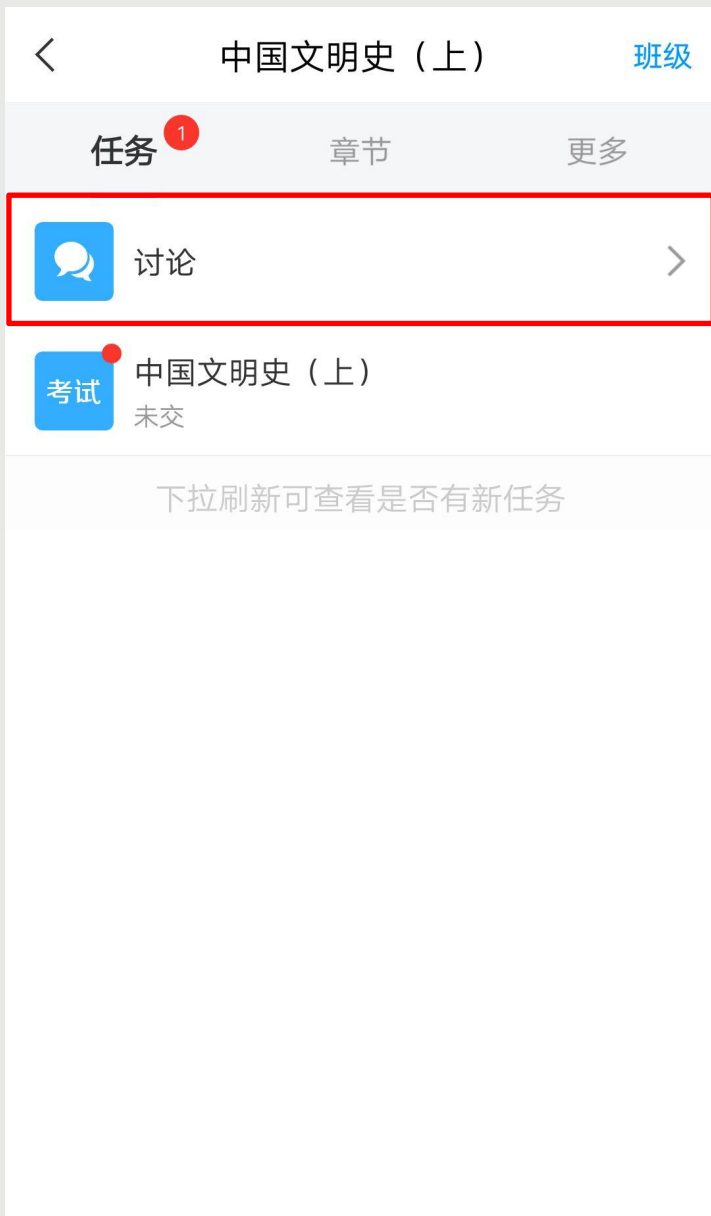 中国文明史（上）
班级
任务
1
章节
更多
讨论
考试
中国文明史（上）
未交
下拉刷新可查看是否有新任务